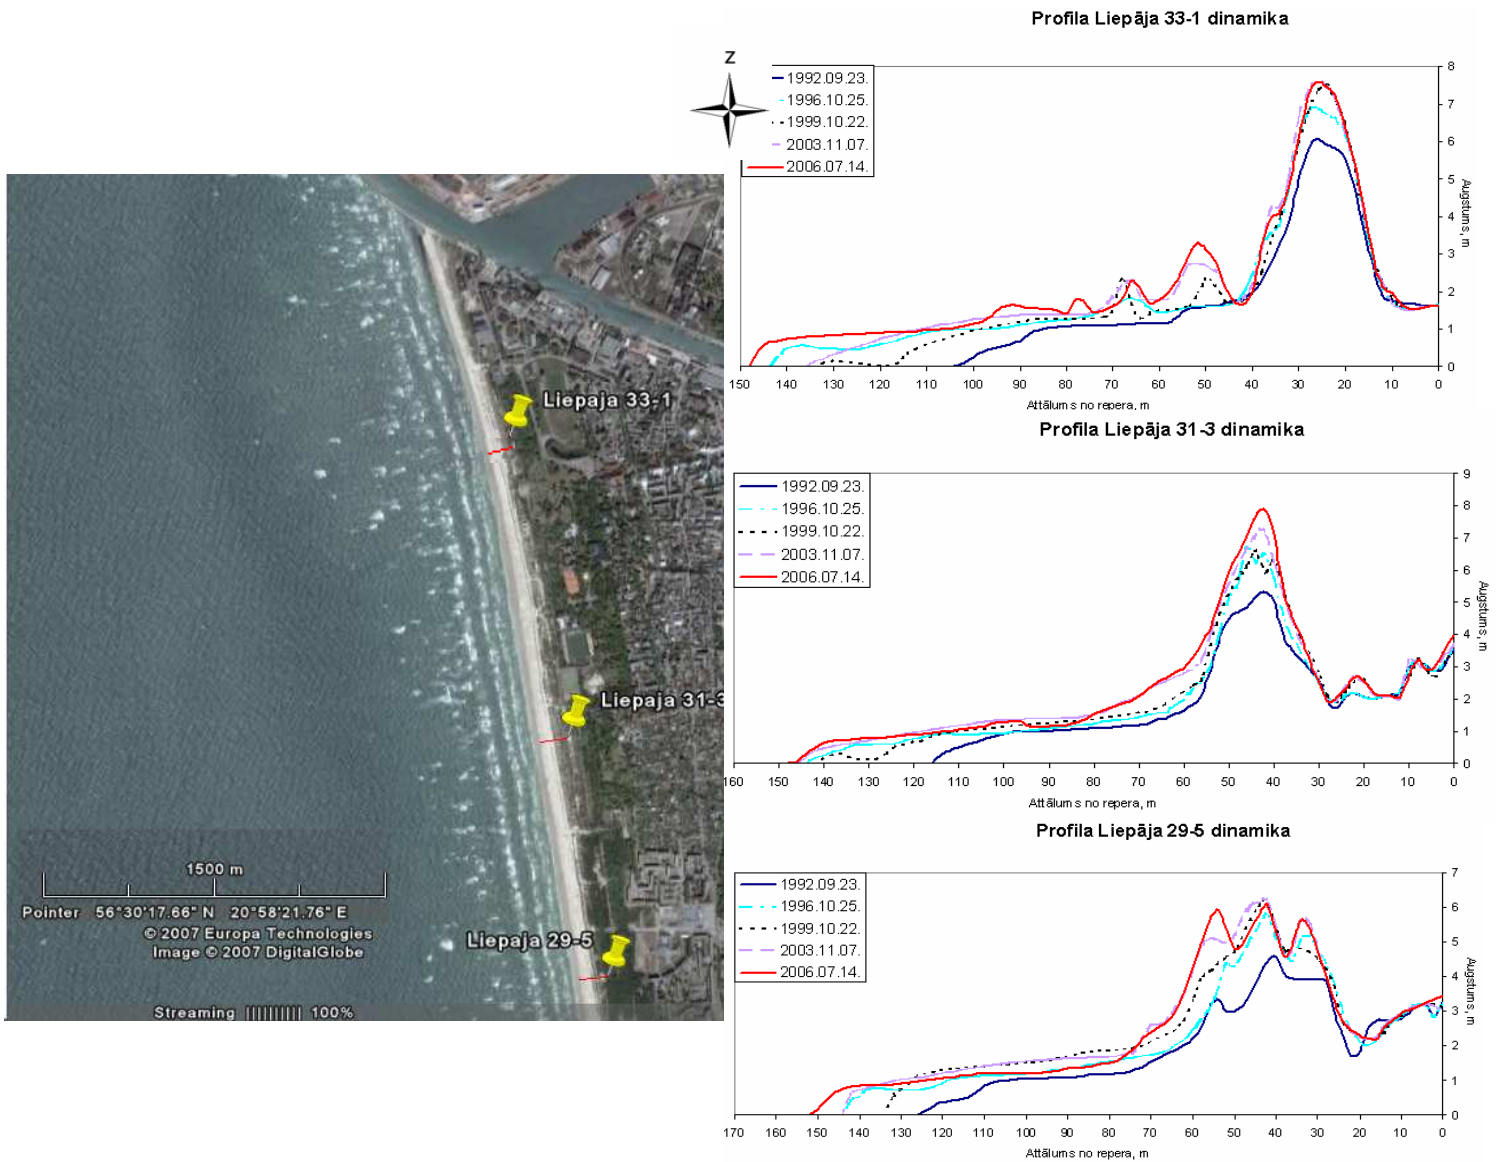 Profila Liepāja 33-1 dinamika
Z
1992.09.23.
1996.10.25.
1999.10.22.
2003.11.07.
2006.07.14.
8
7
6
5
4
3
2
1
0
Augstums, m
150 140 130 120 110 100 90 80 70 60 50 40 30 20 10 0
Attālums no repera, m
Profila Liepāja 31-3 dinamika
1992.09.23.
1996.10.25.
1999.10.22.
2003.11.07.
2006.07.14.
9
8
7
6
5
4
3
2
1
0
Augstums, m
160 150 140 130 120 110 100 90 80 70 60 50 40 30 20 10 0
Attālums no repera, m
Profila Liepāja 29-5 dinamika
1992.09.23.
1996.10.25.
1999.10.22.
2003.11.07.
2006.07.14.
7
6
5
4
3
2
1
0
Augstums, m
170 160 150 140 130 120 110 100 90 80 70 60 50 40 30 20 10 0
Attālums no repera, m
Liepaja 33-1
Liepaja 31-3
Liepaja 29-5
1500 m
Pointer 56°30'17.66" N 20°58'21.76" E
© 2007 Europa Technologies
Image © 2007 DigitalGlobe
Streaming |||||||||| 100%